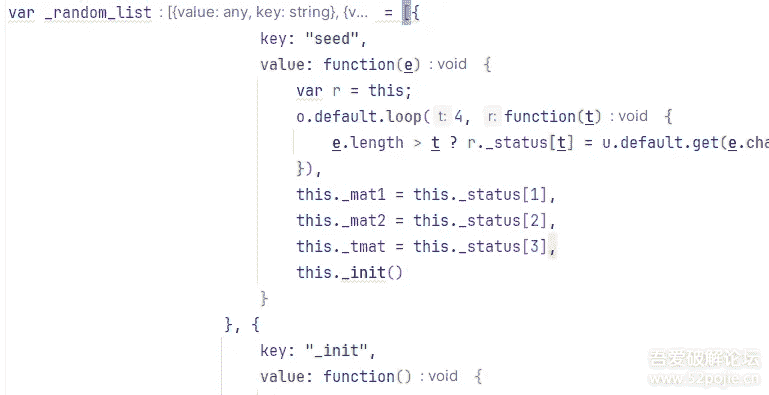 var _random_list : [{value: any, key: string}, {v... = [{
key: "seed",
value: function(e) : void {
var r = this;
o.default.loop( t: 4, r: function(t) : void {
e.length > t ? r._status[t] = u.default.get(e.cha
}),
this._mat1 = this._status[1],
this._mat2 = this._status[2],
this._tmat = this._status[3],
this._init()
}
}, {
key: "_init",
value: function() : void {
吾爱破解论坛
www.52pojie.cn